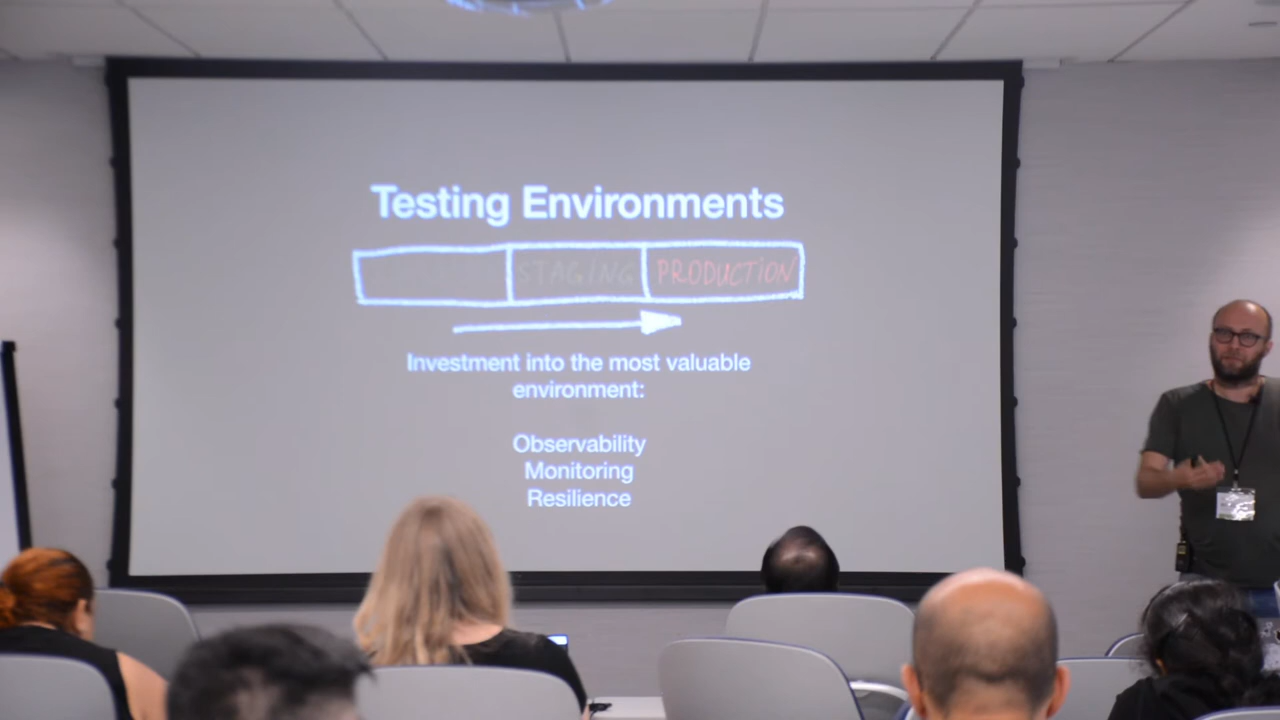 Testing Environments
STAGING PRODUCTION
Investment into the most valuable
environment:
Observability
Monitoring
Resilience